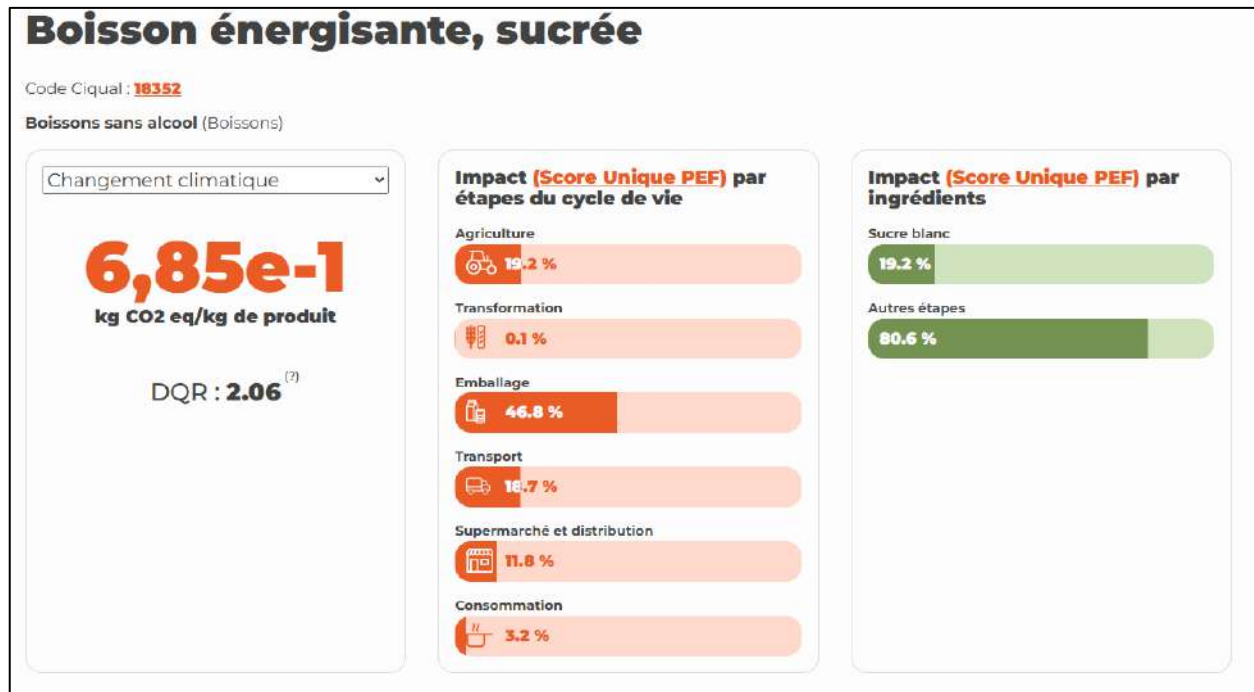 Boisson énergisante, sucrée
Code Ciqual : 18352
Boissons sans alcool (Boissons)
Changement climatique
6,85e-1
kg CO2 eq/kg de produit
DQR : 2.06 (?)
Impact (Score Unique PEF) par
étapes du cycle de vie
Agriculture
19.2 %
Transformation
0.1 %
Emballage
46.8 %
Transport
18.7 %
Supermarché et distribution
11.8 %
Consommation
3.2 %
Impact (Score Unique PEF) par
ingrédients
Sucre blanc
19.2 %
Autres étapes
80.6 %